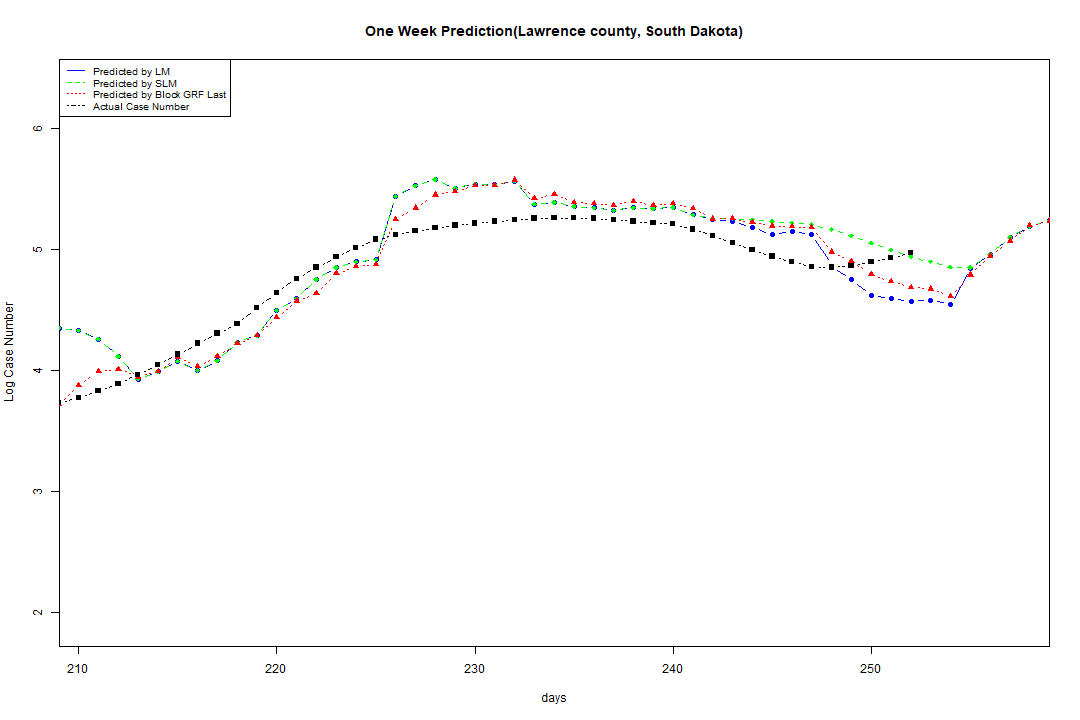 One Week Prediction(Lawrence county, South Dakota)
Predicted by LM
Predicted by SLM
Predicted by Block GRF Last
Actual Case Number
6
5
4
3
2
Log Case Number
210 220 230 240 250
days